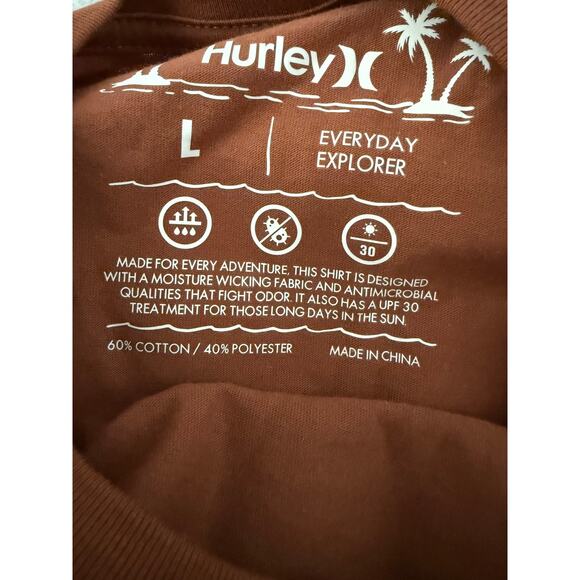 Hurley
L
EVERYDAY
EXPLORER
30
MADE FOR EVERY ADVENTURE, THIS SHIRT IS DESIGNED
WITH A MOISTURE WICKING FABRIC AND ANTIMICROBIAL
QUALITIES THAT FIGHT ODOR. IT ALSO HAS A UPF 30
TREATMENT FOR THOSE LONG DAYS IN THE SUN.
60% COTTON / 40% POLYESTER MADE IN CHINA